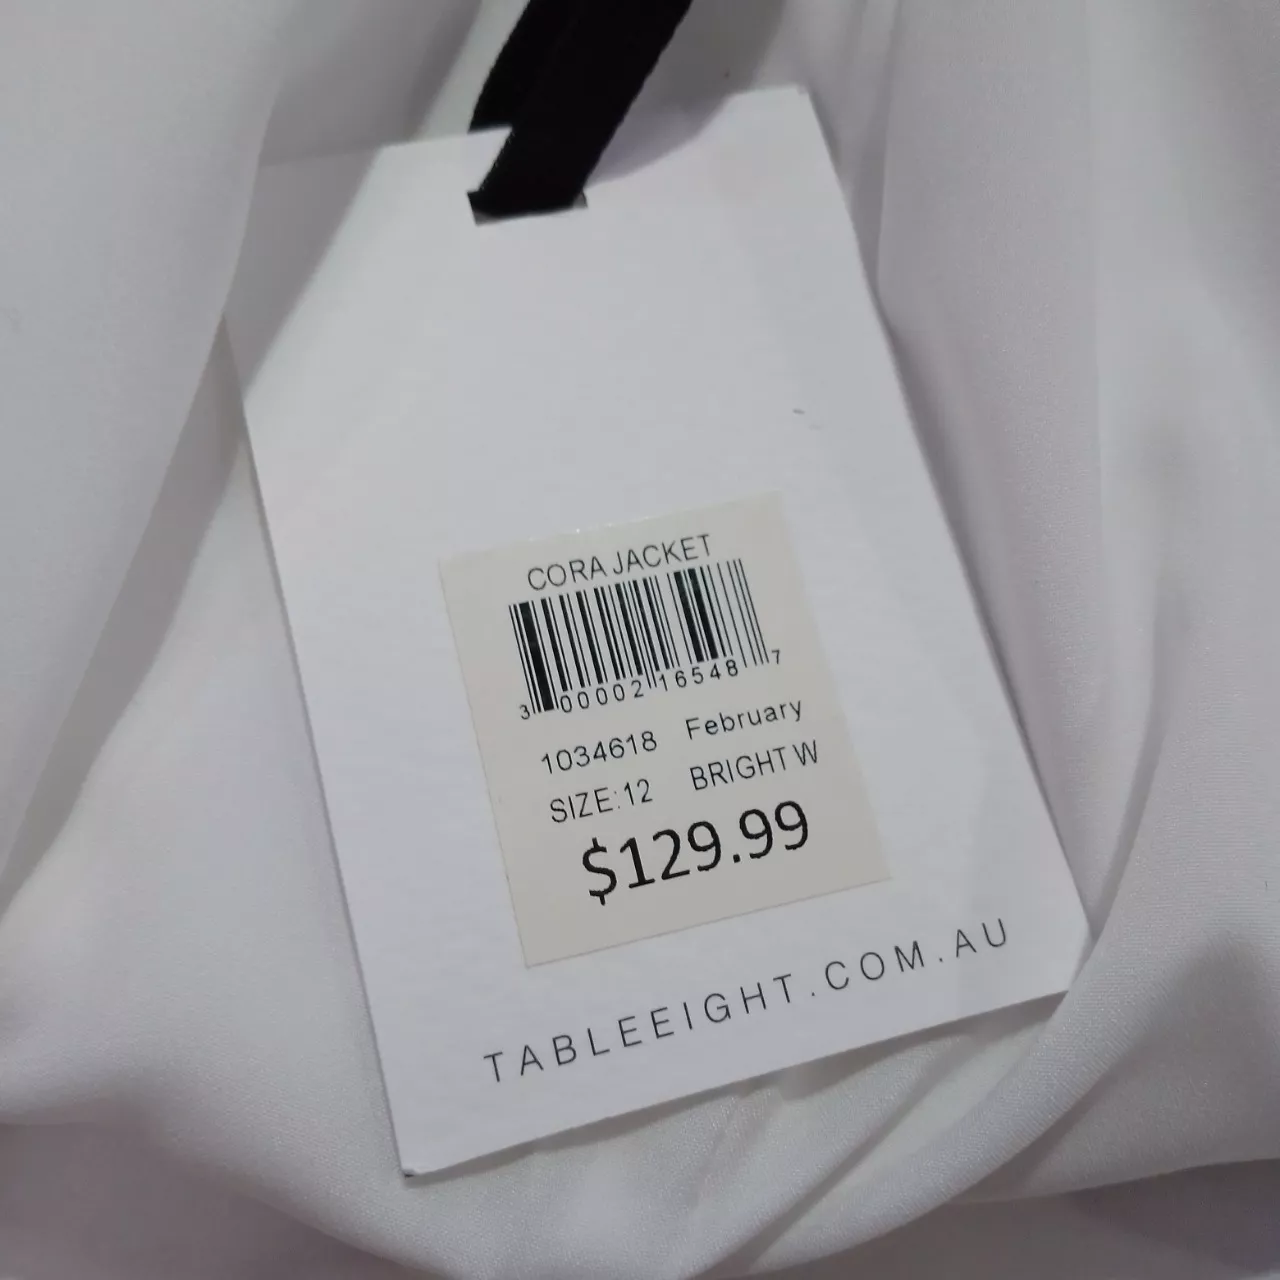 CORA JACKET
3 00002 16548 7
1034618 February
SIZE:12 BRIGHT W
$129.99
TABLEEIGHT.COM.AU